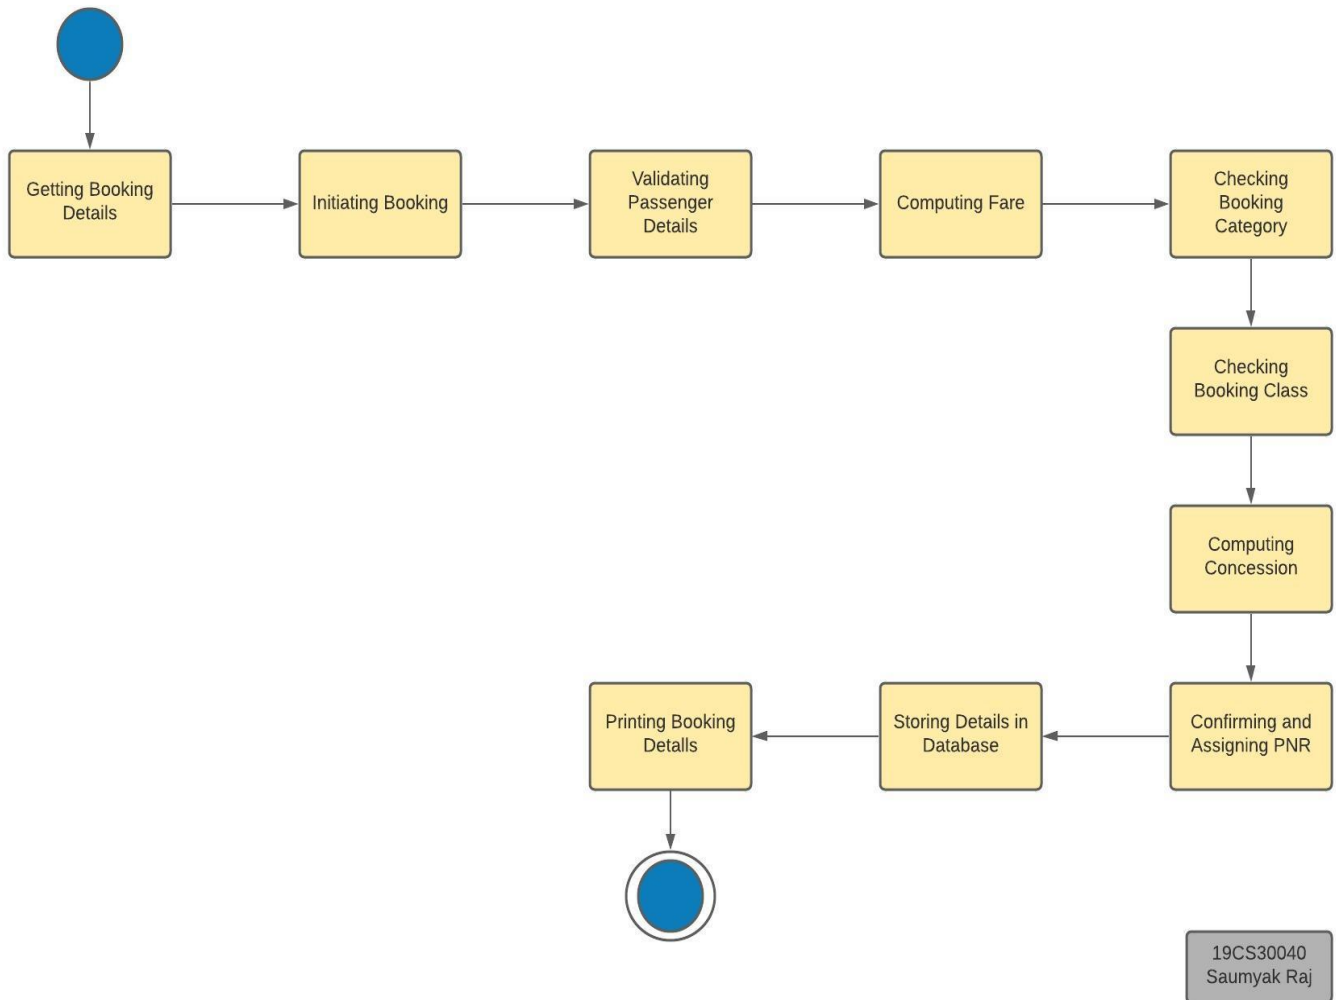 Getting Booking
Details
Initiating Booking
Validating
Passenger
Details
Computing Fare
Checking
Booking
Category
Checking
Booking Class
Computing
Concession
Confirming and
Assigning PNR
Storing Details in
Database
Printing Booking
Detalls
19CS30040
Saumyak Raj